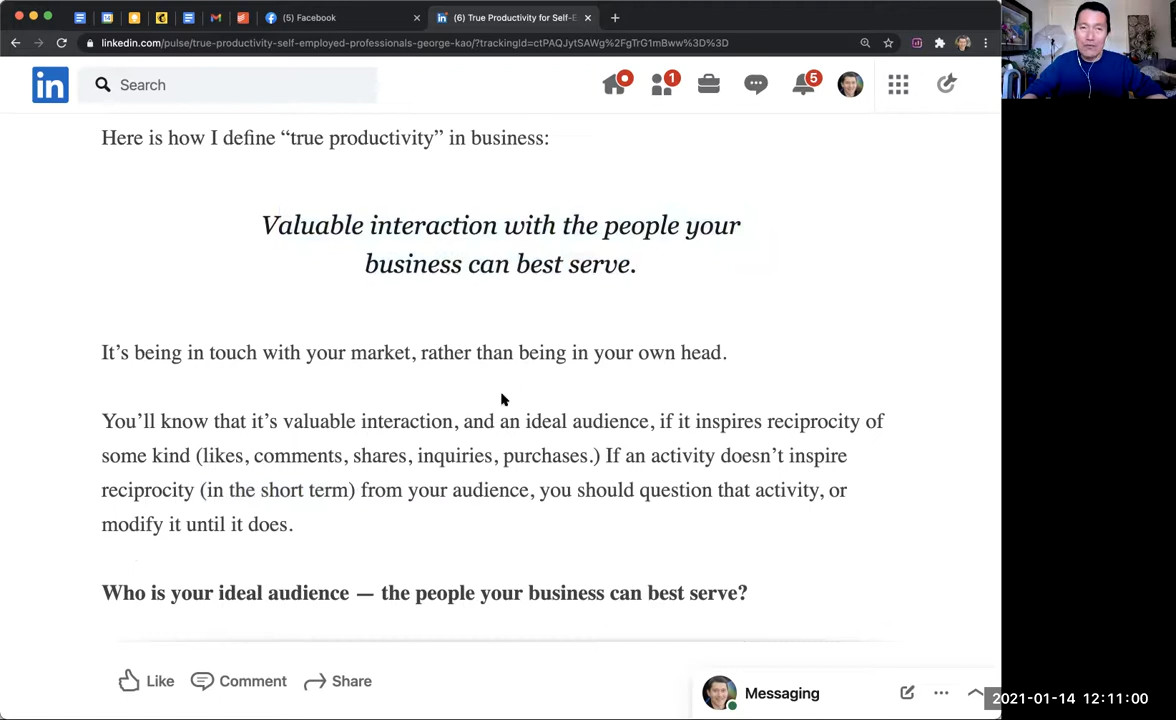 (5) Facebook
(6) True Productivity for Self-E
linkedin.com/pulse/true-productivity-self-employed-professionals-george-kao/?trackingId=ctPAQJytSAWg%2FgTrG1mBww%3D%3D
in Search 1 5
Here is how I define “true productivity” in business:
Valuable interaction with the people your
business can best serve.
It’s being in touch with your market, rather than being in your own head.
You’ll know that it’s valuable interaction, and an ideal audience, if it inspires reciprocity of
some kind (likes, comments, shares, inquiries, purchases.) If an activity doesn’t inspire
reciprocity (in the short term) from your audience, you should question that activity, or
modify it until it does.
Who is your ideal audience — the people your business can best serve?
Like Comment Share
Messaging
2021-01-14 12:11:00